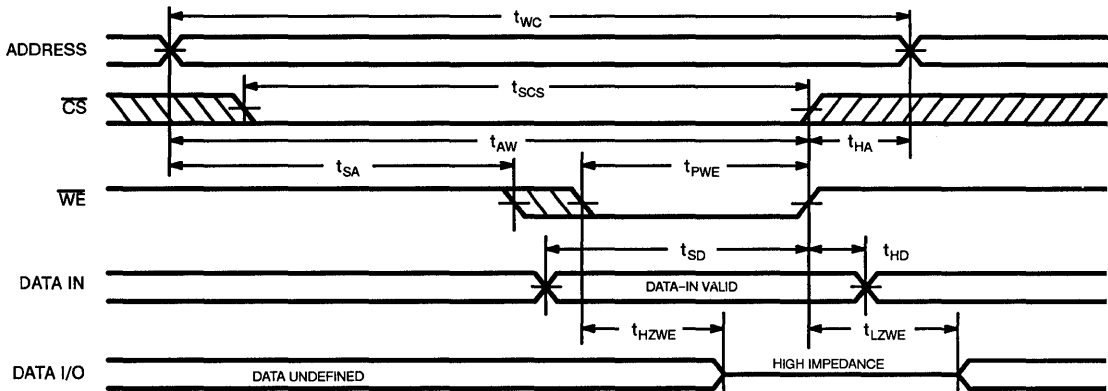 tWC
ADDRESS
tSCS
CS
tAW
tHA
tSA
tPWE
WE
tSD
tHD
DATA IN
DATA-IN VALID
tHZWE
tLZWE
DATA I/O
DATA UNDEFINED
HIGH IMPEDANCE